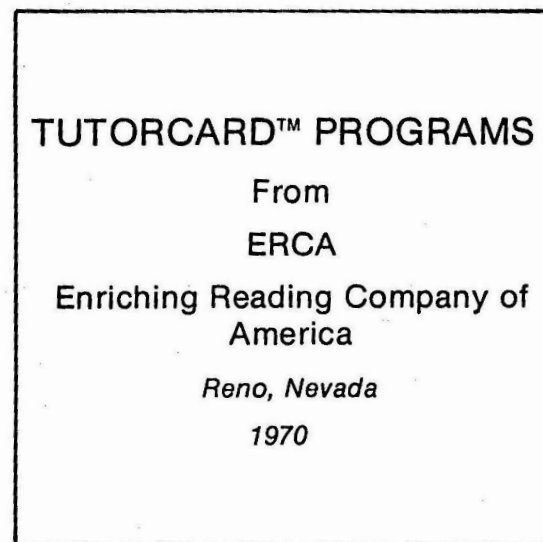 TUTORCARD™ PROGRAMS
From
ERCA
Enriching Reading Company of
America
Reno, Nevada
1970